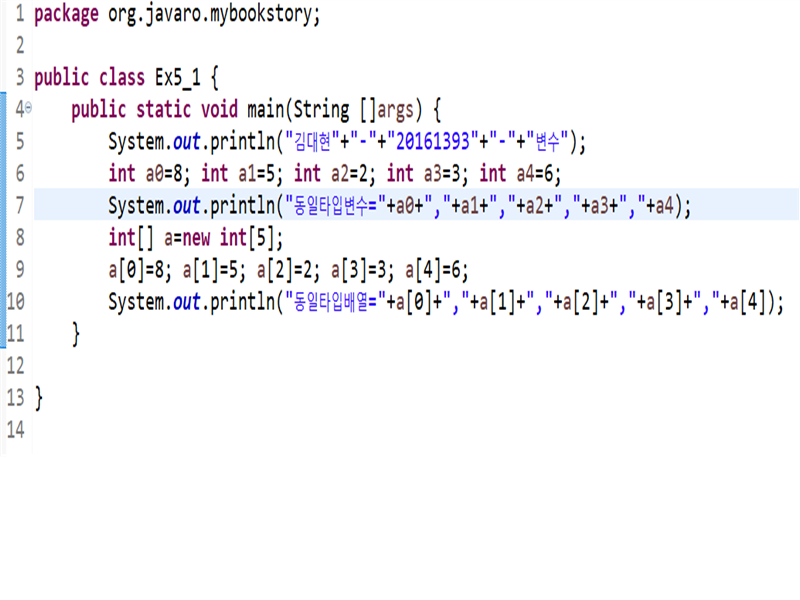 1 package org.javaro.mybookstory;
2
3 public class Ex5_1 {
4 public static void main(String []args) {
5 System.out.println("김대현"+"-"+"20161393"+"-"+"변수");
6 int a0=8; int a1=5; int a2=2; int a3=3; int a4=6;
7 System.out.println("동일타입변수="+a0+","+a1+","+a2+","+a3+","+a4);
8 int[] a=new int[5];
9 a[0]=8; a[1]=5; a[2]=2; a[3]=3; a[4]=6;
10 System.out.println("동일타입배열="+a[0]+","+a[1]+","+a[2]+","+a[3]+","+a[4]);
11 }
12
13 }
14